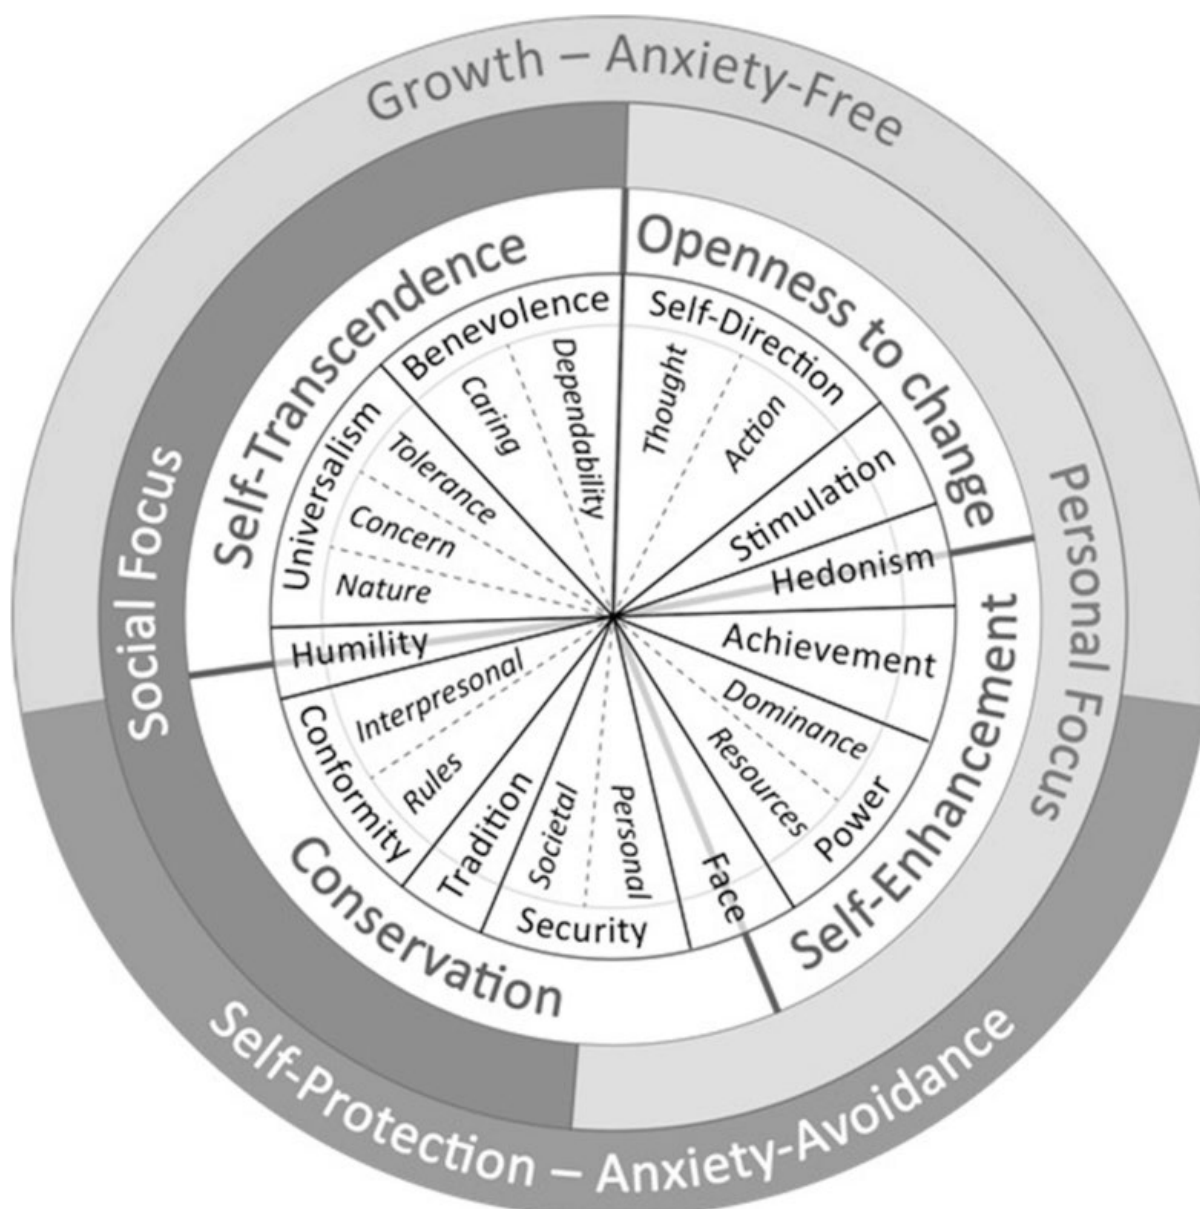 Growth – Anxiety-Free
Social Focus
Personal Focus
Self-Protection – Anxiety-Avoidance
Self-Transcendence
Openness to change
Self-Enhancement
Conservation
Benevolence
Caring
Dependability
Self-Direction
Thought
Action
Stimulation
Hedonism
Achievement
Power
Dominance
Resources
Face
Security
Personal
Societal
Tradition
Conformity
Rules
Interpresonal
Humility
Universalism
Nature
Concern
Tolerance